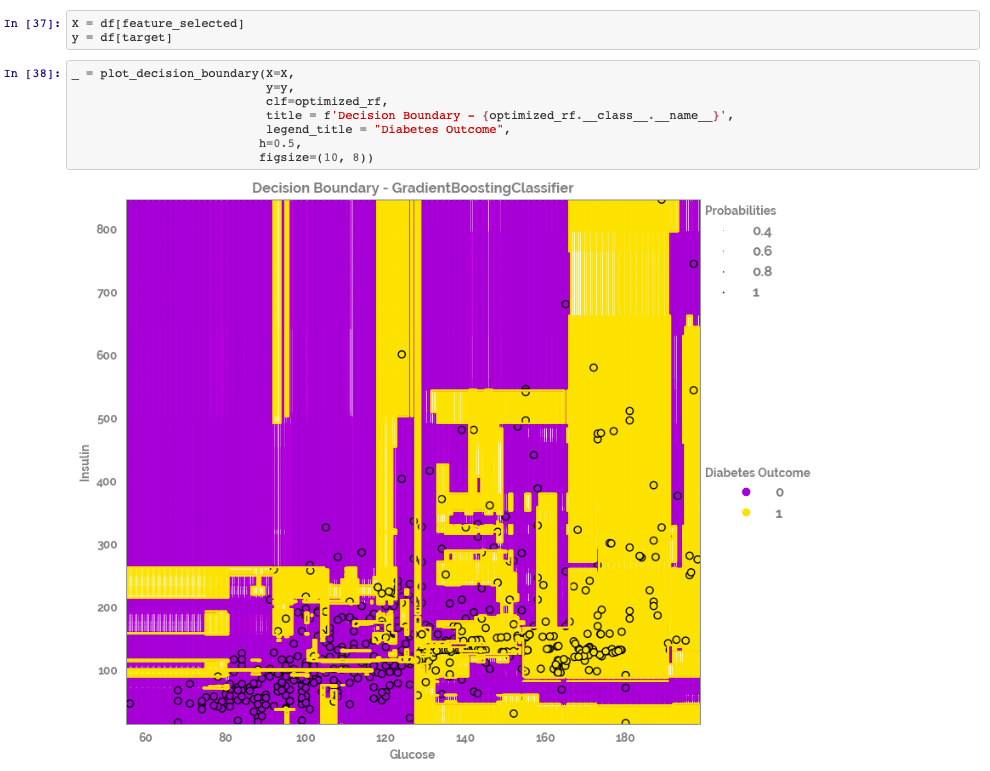 In [37]: X = df[feature_selected]
y = df[target]
In [38]: _ = plot_decision_boundary(X=X,
y=y,
clf=optimized_rf,
title = f'Decision Boundary - {optimized_rf.__class__.__name__}',
legend_title = "Diabetes Outcome",
h=0.5,
figsize=(10, 8))
Decision Boundary - GradientBoostingClassifier
Probabilities
0.4
0.6
0.8
1
800
700
600
500
400
300
200
100
Insulin
Diabetes Outcome
0
1
60 80 100 120 140 160 180
Glucose